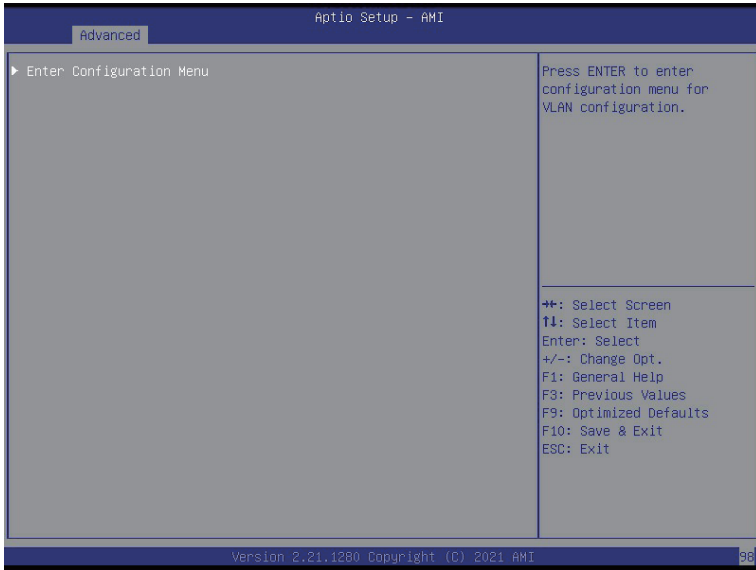 Aptio Setup – AMI
Advanced
▶ Enter Configuration Menu
Press ENTER to enter
configuration menu for
VLAN configuration.
→←: Select Screen
↑↓: Select Item
Enter: Select
+/-: Change Opt.
F1: General Help
F3: Previous Values
F9: Optimized Defaults
F10: Save & Exit
ESC: Exit
Version 2.21.1280 Copyright (C) 2021 AMI
98